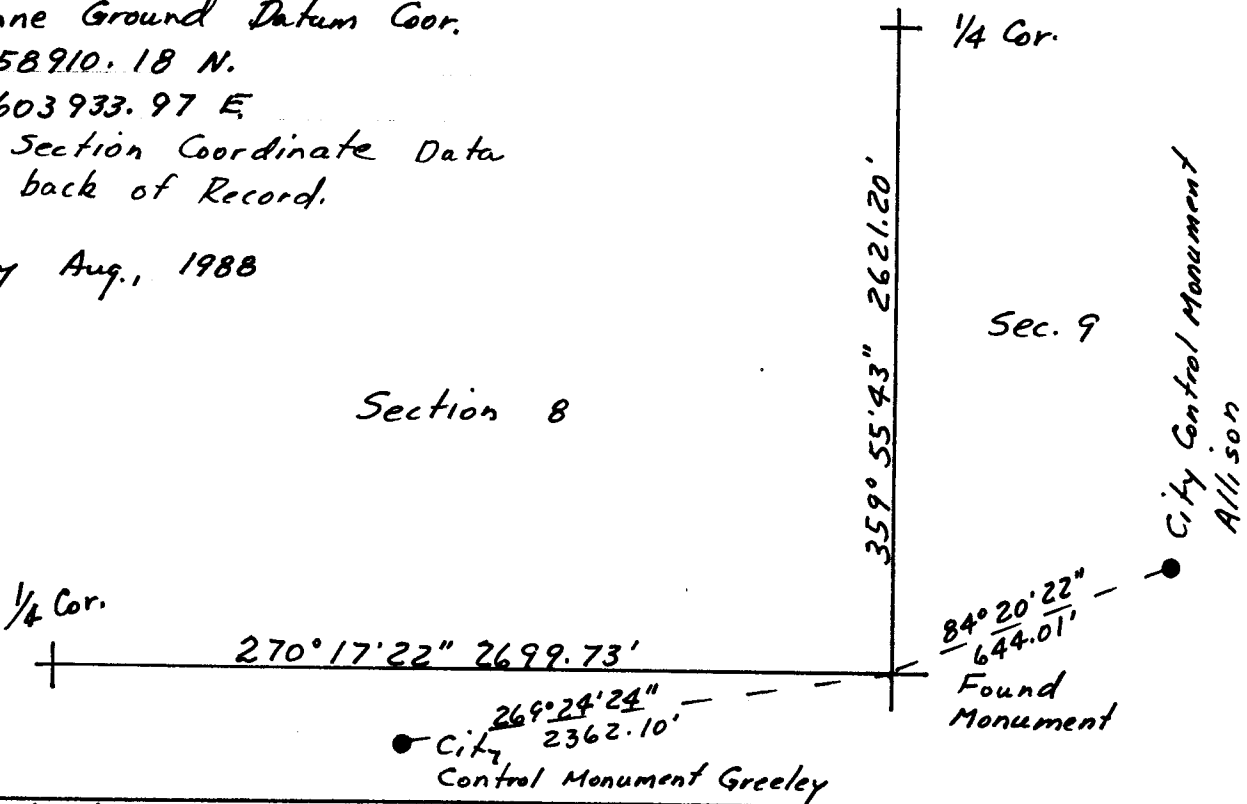 Ground Datum Coor.
58910.18 N.
603933.97 E
Section Coordinate Data
back of Record.
Aug., 1988
1/4 Cor.
359° 55' 43" 2621.20'
Sec. 9
City Control Monument
Allison
Section 8
1/4 Cor.
270° 17' 22" 2699.73'
84° 20' 22"
644.01'
Found
Monument
269° 24' 24"
2362.10'
City
Control Monument Greeley